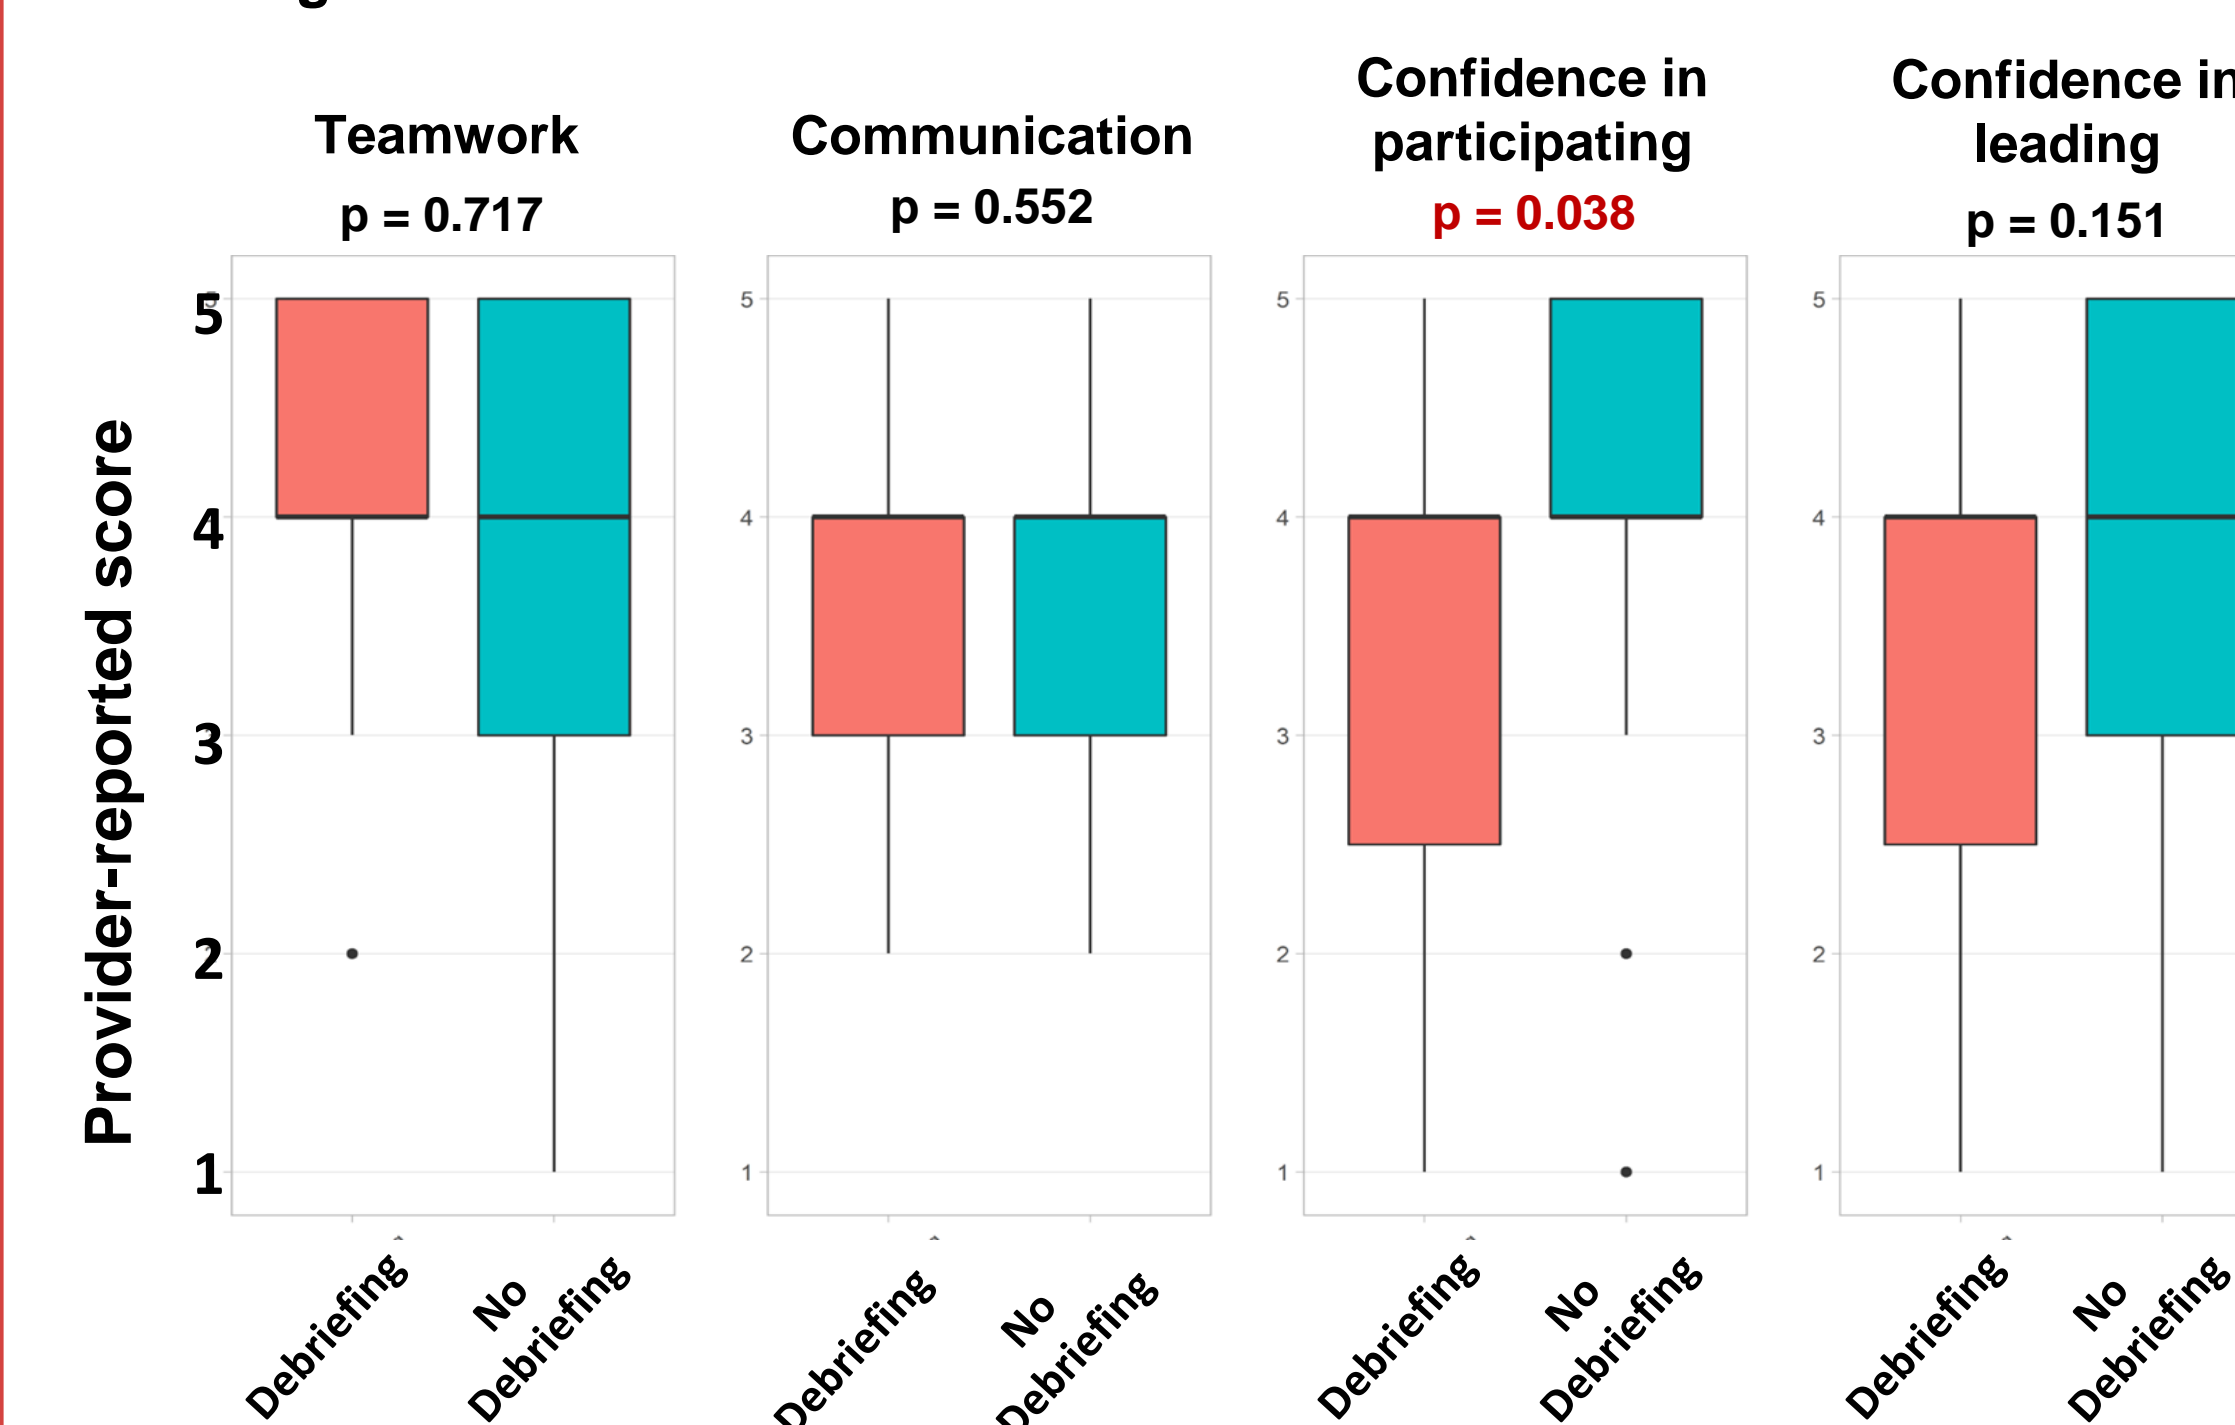 Teamwork
p = 0.717
Communication
p = 0.552
Confidence in
participating
p = 0.038
Confidence in
leading
p = 0.151
Provider-reported score
5
4
3
2
1
5
4
3
2
1
5
4
3
2
1
5
4
3
2
1
Debriefing
No
Debriefing
Debriefing
No
Debriefing
Debriefing
No
Debriefing
Debriefing
No
Debriefing